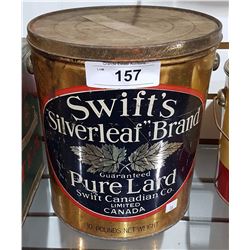 157
Swift's
"Silverleaf" Brand
Guaranteed
Pure Lard
Swift Canadian Co.
LIMITED
CANADA
10 POUNDS NET WEIGHT